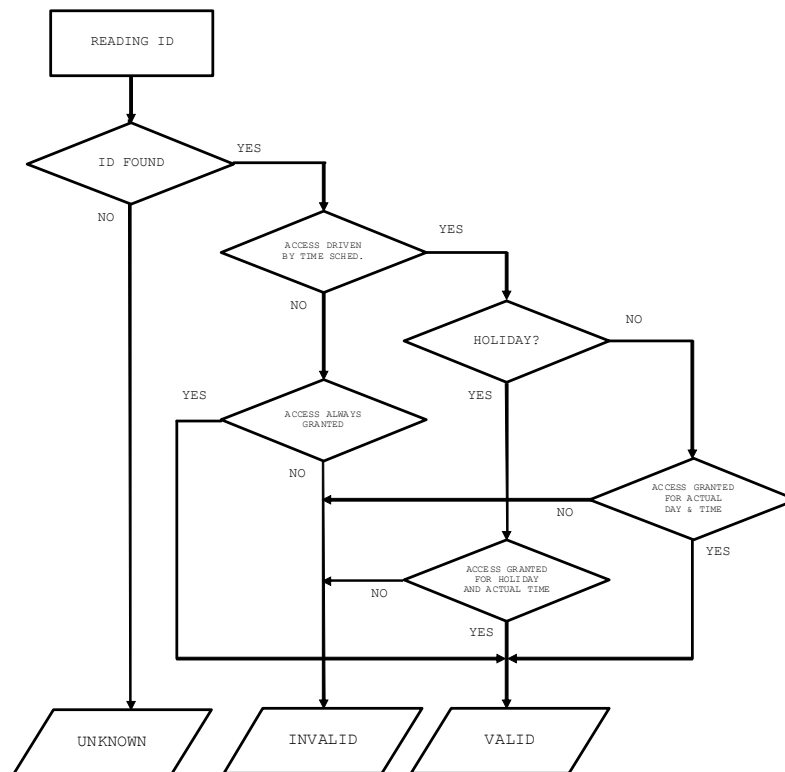 READING ID
ID FOUND
YES
NO
ACCESS DRIVEN
BY TIME SCHED.
YES
NO
HOLIDAY?
NO
YES
YES
ACCESS ALWAYS
GRANTED
NO
ACCESS GRANTED
FOR ACTUAL
DAY & TIME
NO
YES
ACCESS GRANTED
FOR HOLIDAY
AND ACTUAL TIME
NO
YES
UNKNOWN
INVALID
VALID